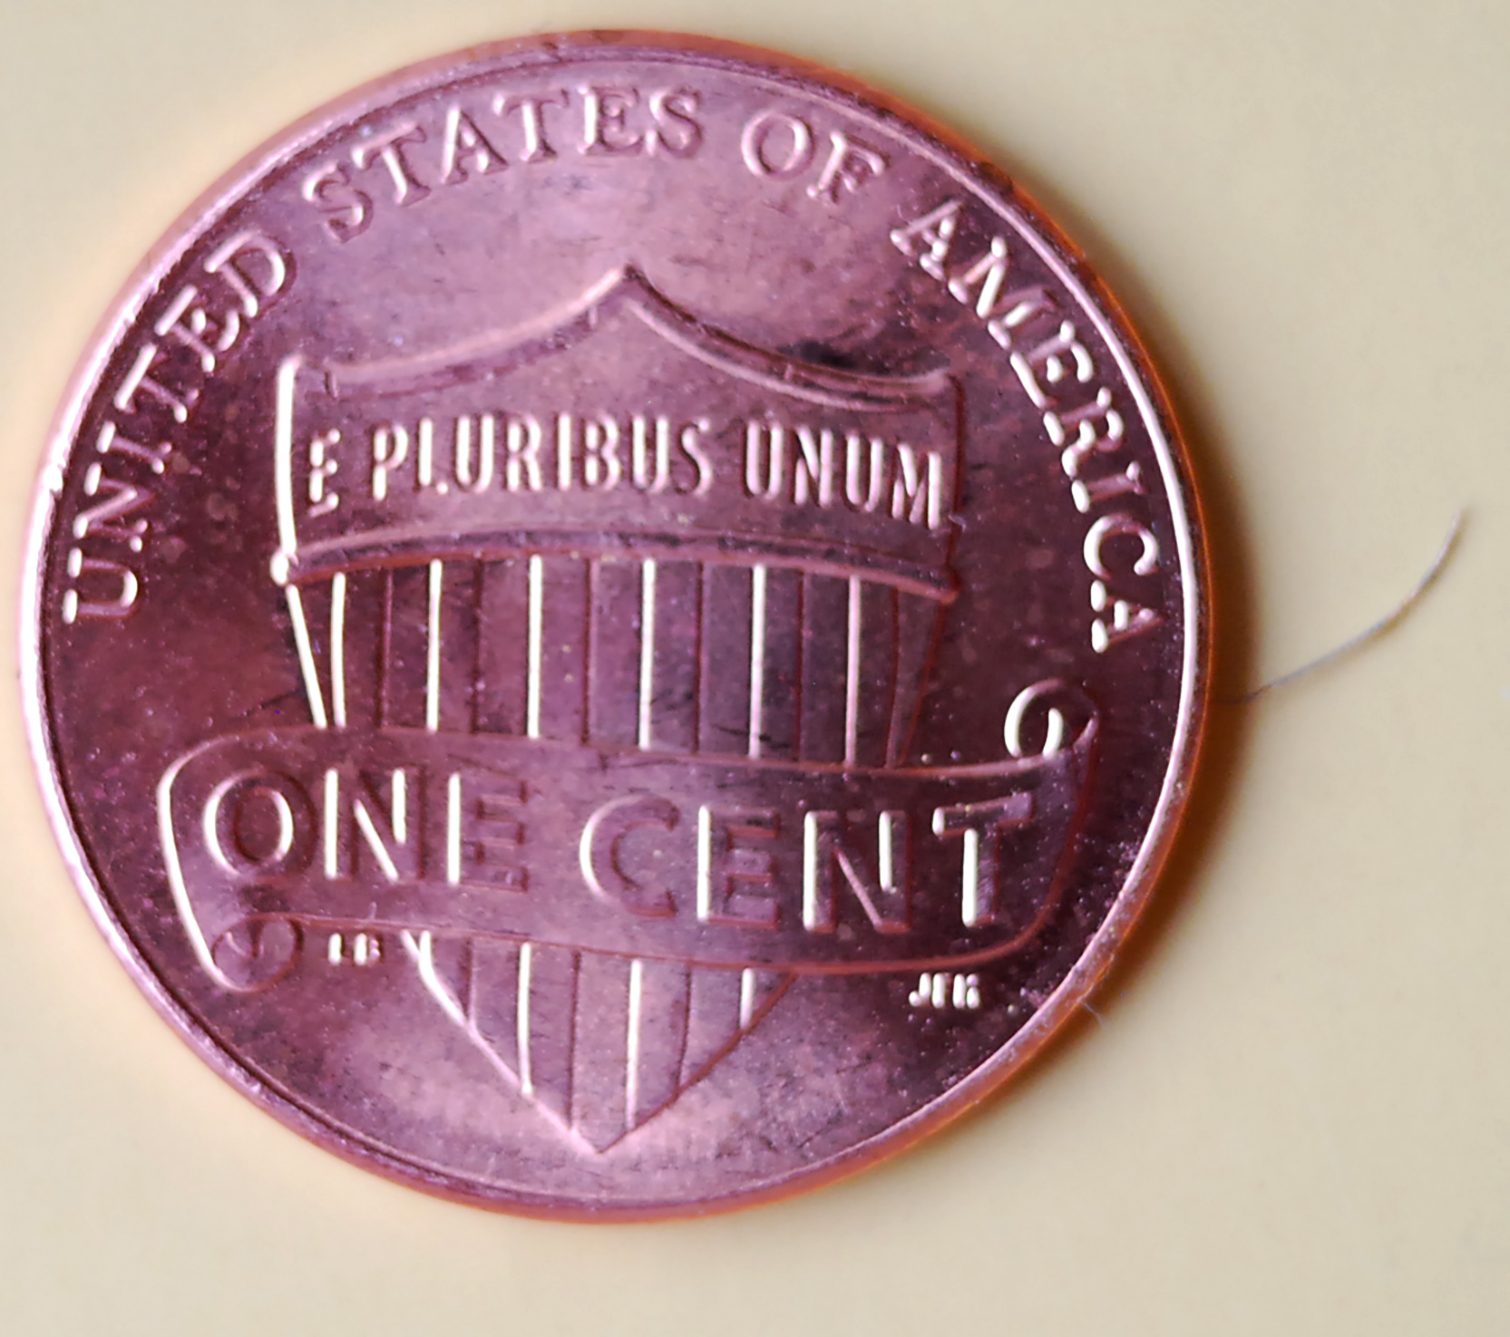 UNITED STATES OF AMERICA
E PLURIBUS UNUM
ONE CENT
LB
JFM